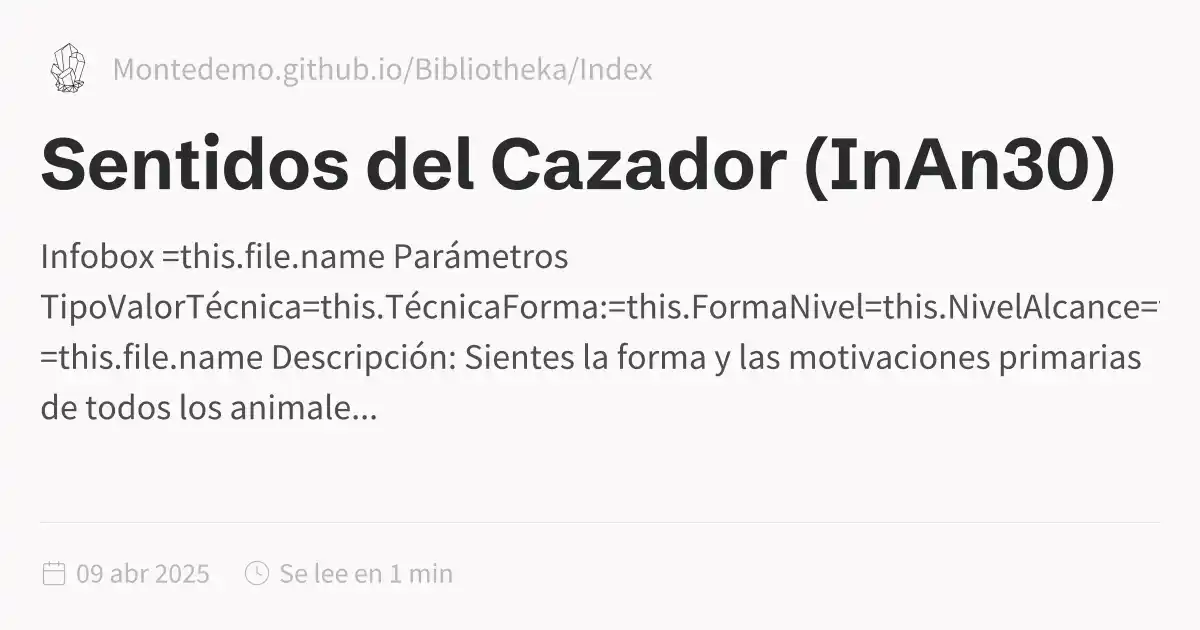 Montedemo.github.io/Bibliotheka/Index
Sentidos del Cazador (InAn30)
Infobox =this.file.name Parámetros
TipoValorTécnica=this.TécnicaForma:=this.FormaNivel=this.NivelAlcance=
=this.file.name Descripción: Sientes la forma y las motivaciones primarias
de todos los animale...
09 abr 2025
Se lee en 1 min